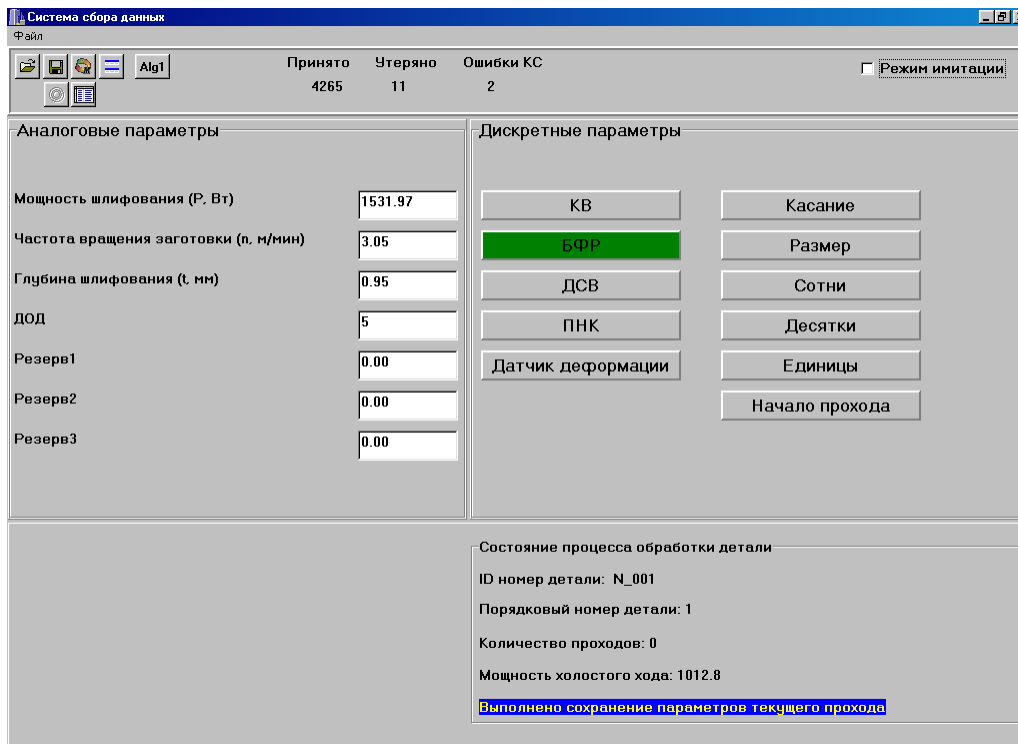 Система сбора данных
Файл
Alg1
Принято Утеряно Ошибки КС
4265 11 2
Режим имитации
Аналоговые параметры
Мощность шлифования (P, Вт) 1531.97
Частота вращения заготовки (n, м/мин) 3.05
Глубина шлифования (t, мм) 0.95
ДОД 5
Резерв1 0.00
Резерв2 0.00
Резерв3 0.00
Дискретные параметры
КВ Касание
БФР Размер
ДСВ Сотни
ПНК Десятки
Датчик деформации Единицы
Начало прохода
Состояние процесса обработки детали
ID номер детали: N_001
Порядковый номер детали: 1
Количество проходов: 0
Мощность холостого хода: 1012.8
Выполнено сохранение параметров текущего прохода